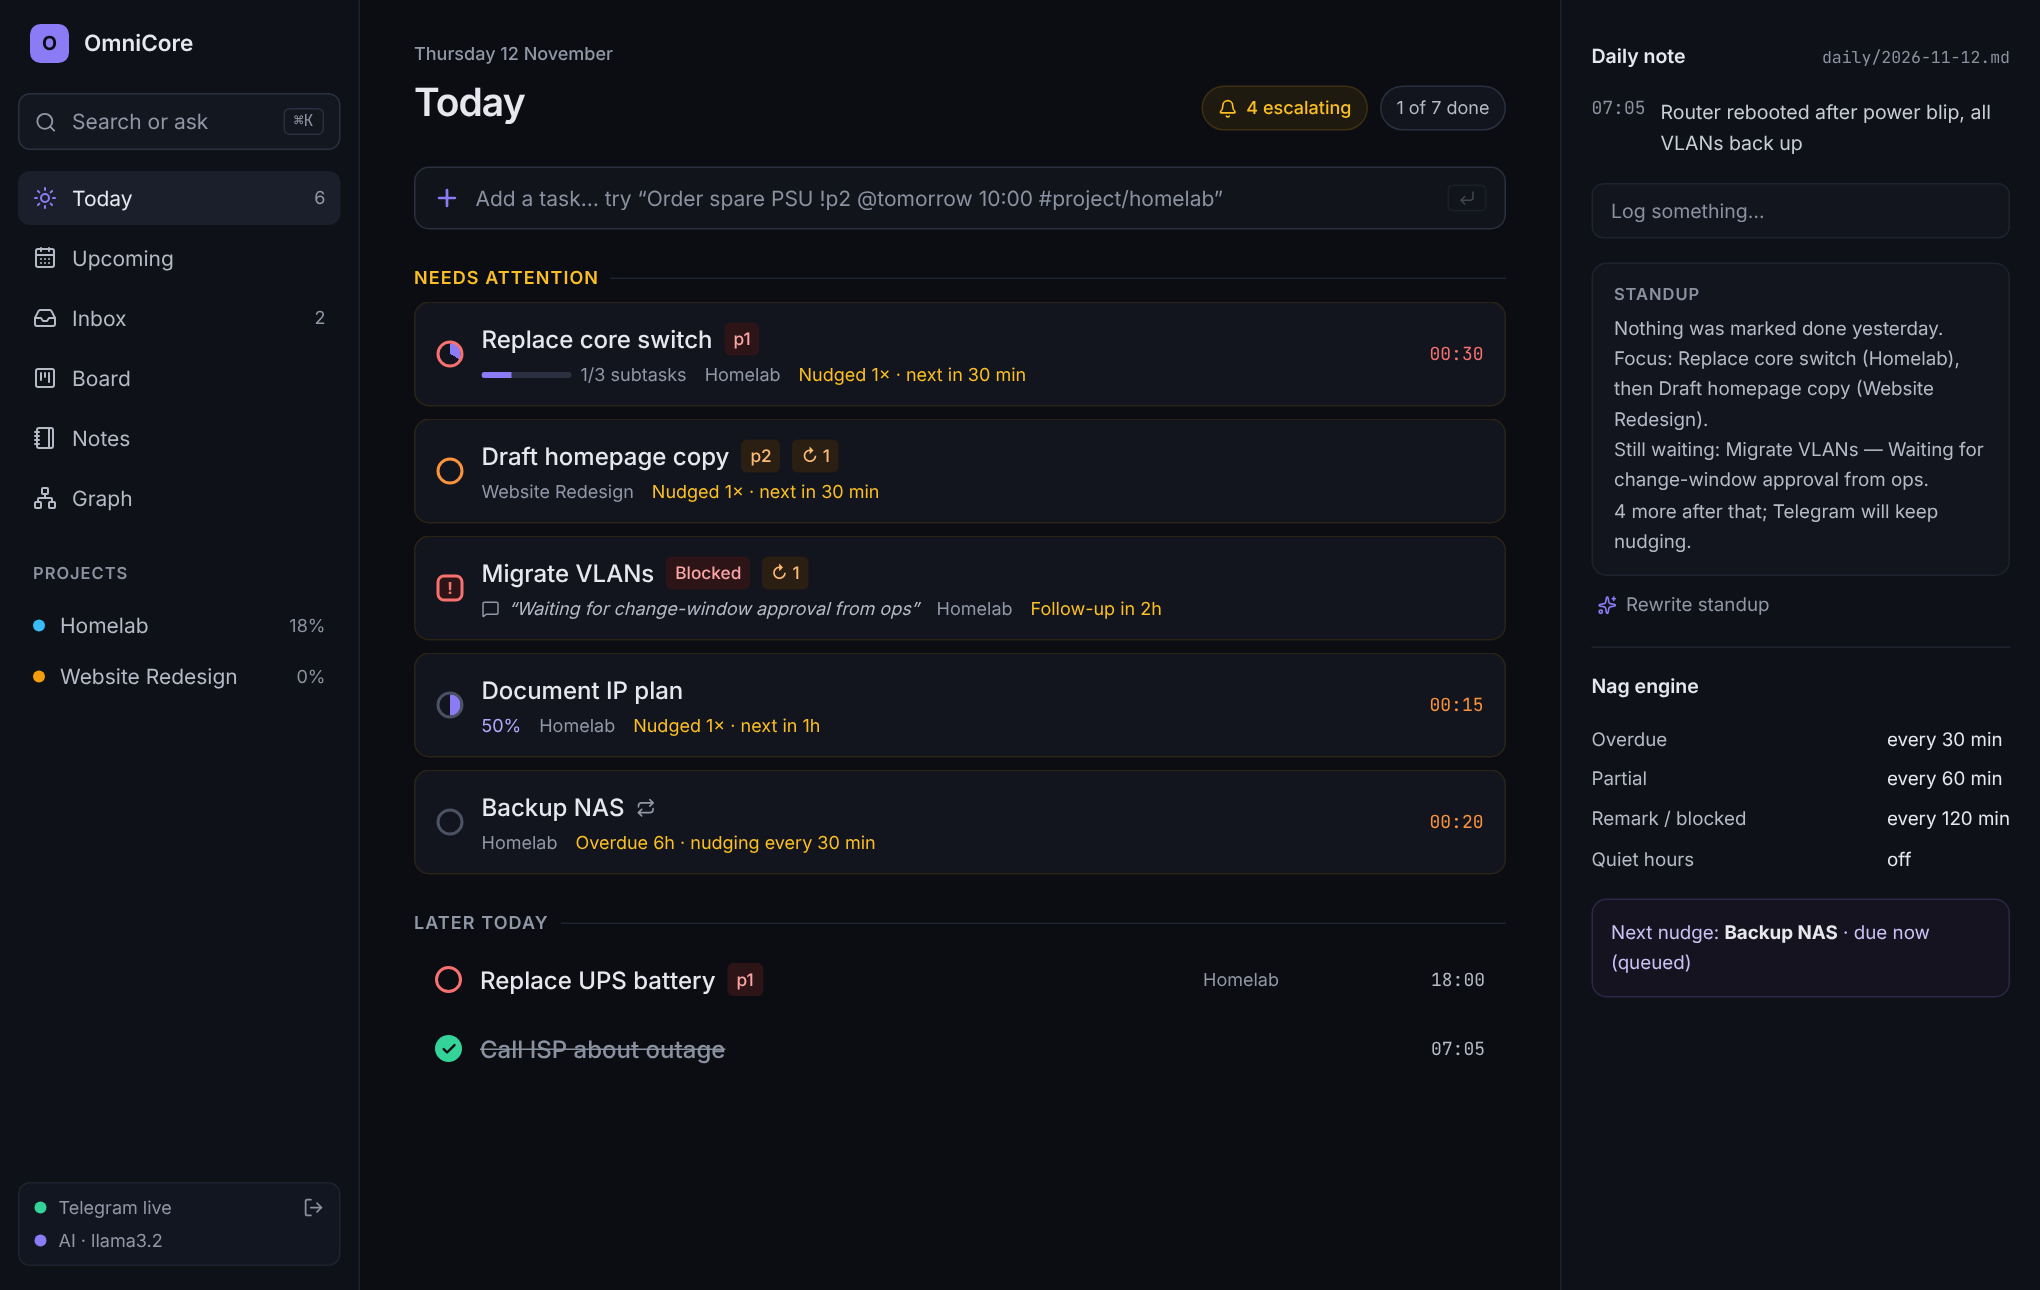 O OmniCore
Search or ask ⌘K
Today 6
Upcoming
Inbox 2
Board
Notes
Graph
PROJECTS
Homelab 18%
Website Redesign 0%
Telegram live
AI · llama3.2
Thursday 12 November
Today
4 escalating
1 of 7 done
Add a task... try “Order spare PSU !p2 @tomorrow 10:00 #project/homelab”
NEEDS ATTENTION
Replace core switch p1
1/3 subtasks Homelab Nudged 1× · next in 30 min
00:30
Draft homepage copy p2 ↻ 1
Website Redesign Nudged 1× · next in 30 min
Migrate VLANs Blocked ↻ 1
“Waiting for change-window approval from ops” Homelab Follow-up in 2h
Document IP plan
50% Homelab Nudged 1× · next in 1h
00:15
Backup NAS
Homelab Overdue 6h · nudging every 30 min
00:20
LATER TODAY
Replace UPS battery p1 Homelab 18:00
Call ISP about outage 07:05
Daily note daily/2026-11-12.md
07:05 Router rebooted after power blip, all
VLANs back up
Log something...
STANDUP
Nothing was marked done yesterday.
Focus: Replace core switch (Homelab),
then Draft homepage copy (Website
Redesign).
Still waiting: Migrate VLANs — Waiting for
change-window approval from ops.
4 more after that; Telegram will keep
nudging.
Rewrite standup
Nag engine
Overdue every 30 min
Partial every 60 min
Remark / blocked every 120 min
Quiet hours off
Next nudge: Backup NAS · due now
(queued)